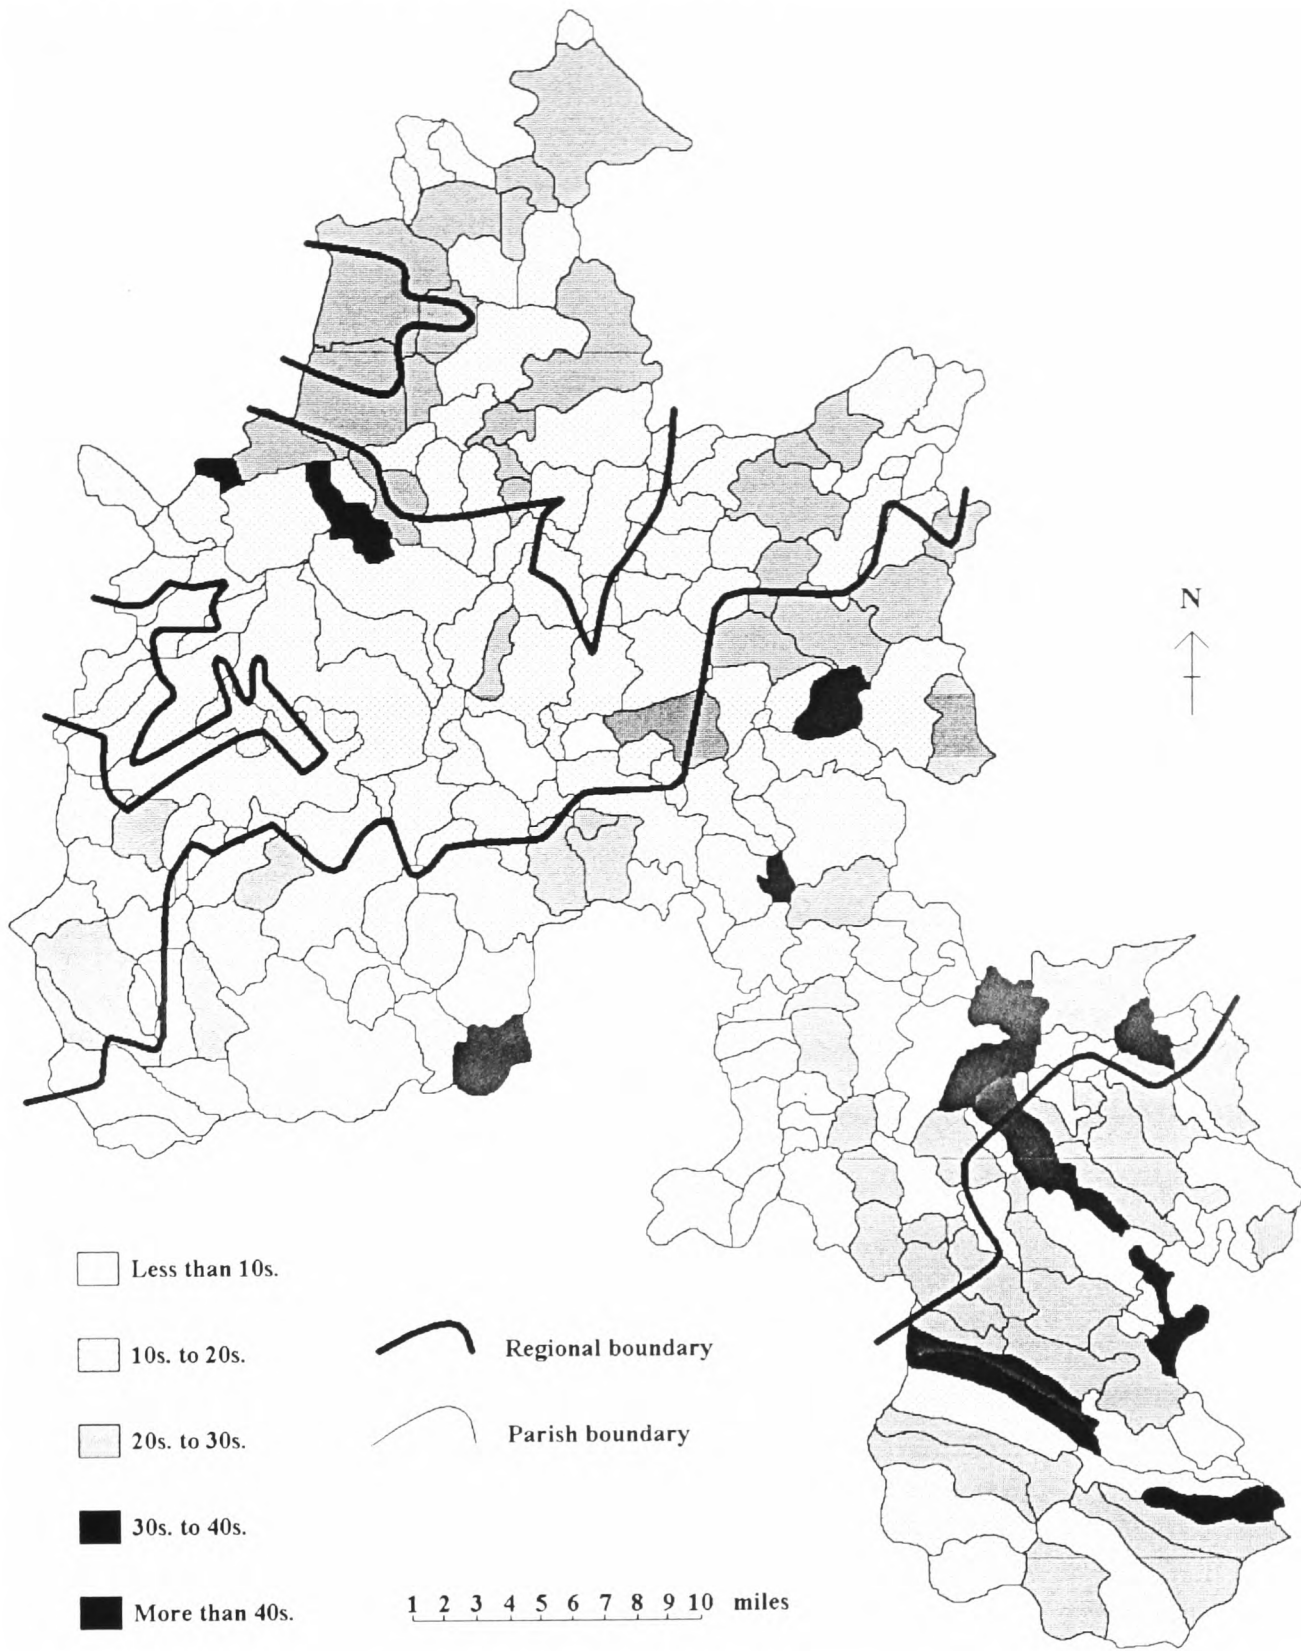 N
Less than 10s.
10s. to 20s.
20s. to 30s.
30s. to 40s.
More than 40s.
Regional boundary
Parish boundary
1 2 3 4 5 6 7 8 9 10 miles